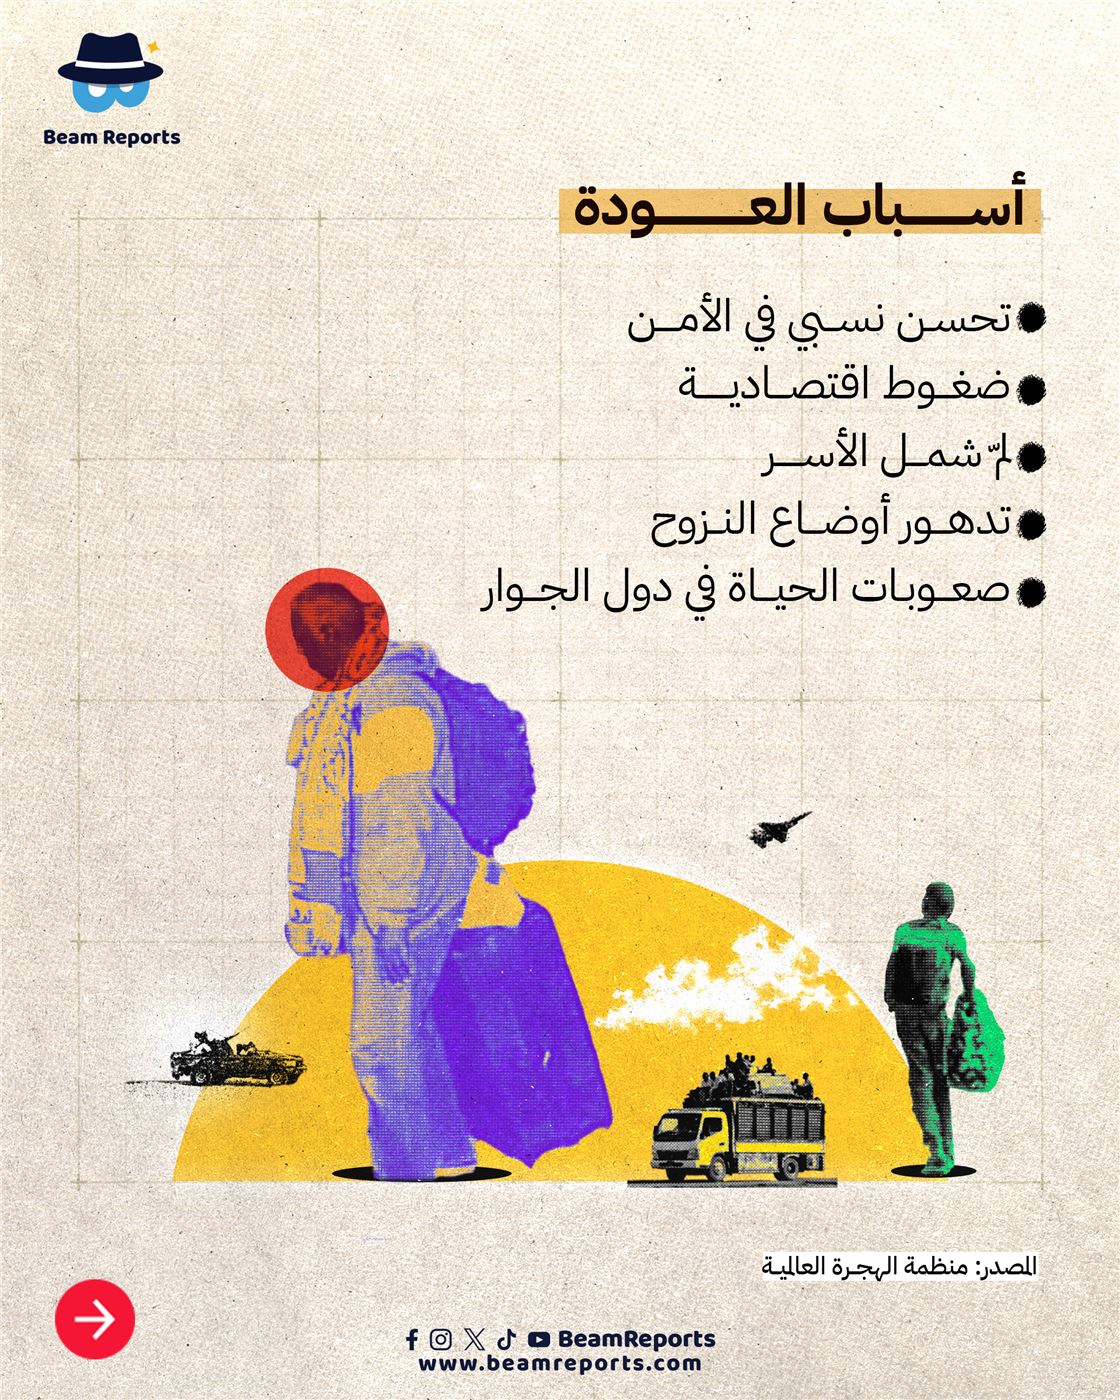 Beam Reports
أسباب العودة
تحسن نسبي في الأمن
ضغوط اقتصادية
لمّ شمل الأسر
تدهور أوضاع النزوح
صعوبات الحياة في دول الجوار
المصدر: منظمة الهجرة العالمية
BeamReports
www.beamreports.com